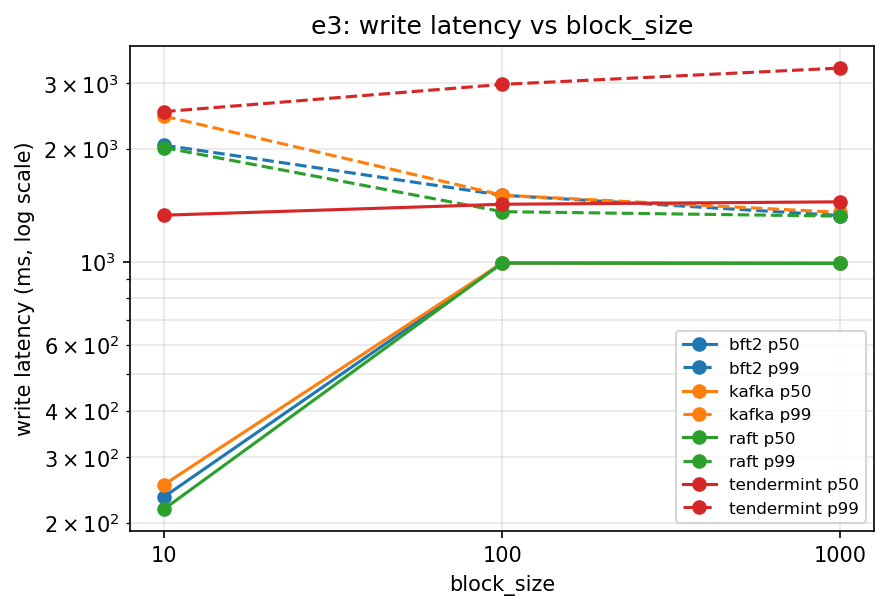 e3: write latency vs block_size
write latency (ms, log scale)
3 × 10³
2 × 10³
10³
6 × 10²
4 × 10²
3 × 10²
2 × 10²
bft2 p50
bft2 p99
kafka p50
kafka p99
raft p50
raft p99
tendermint p50
tendermint p99
10
100
1000
block_size